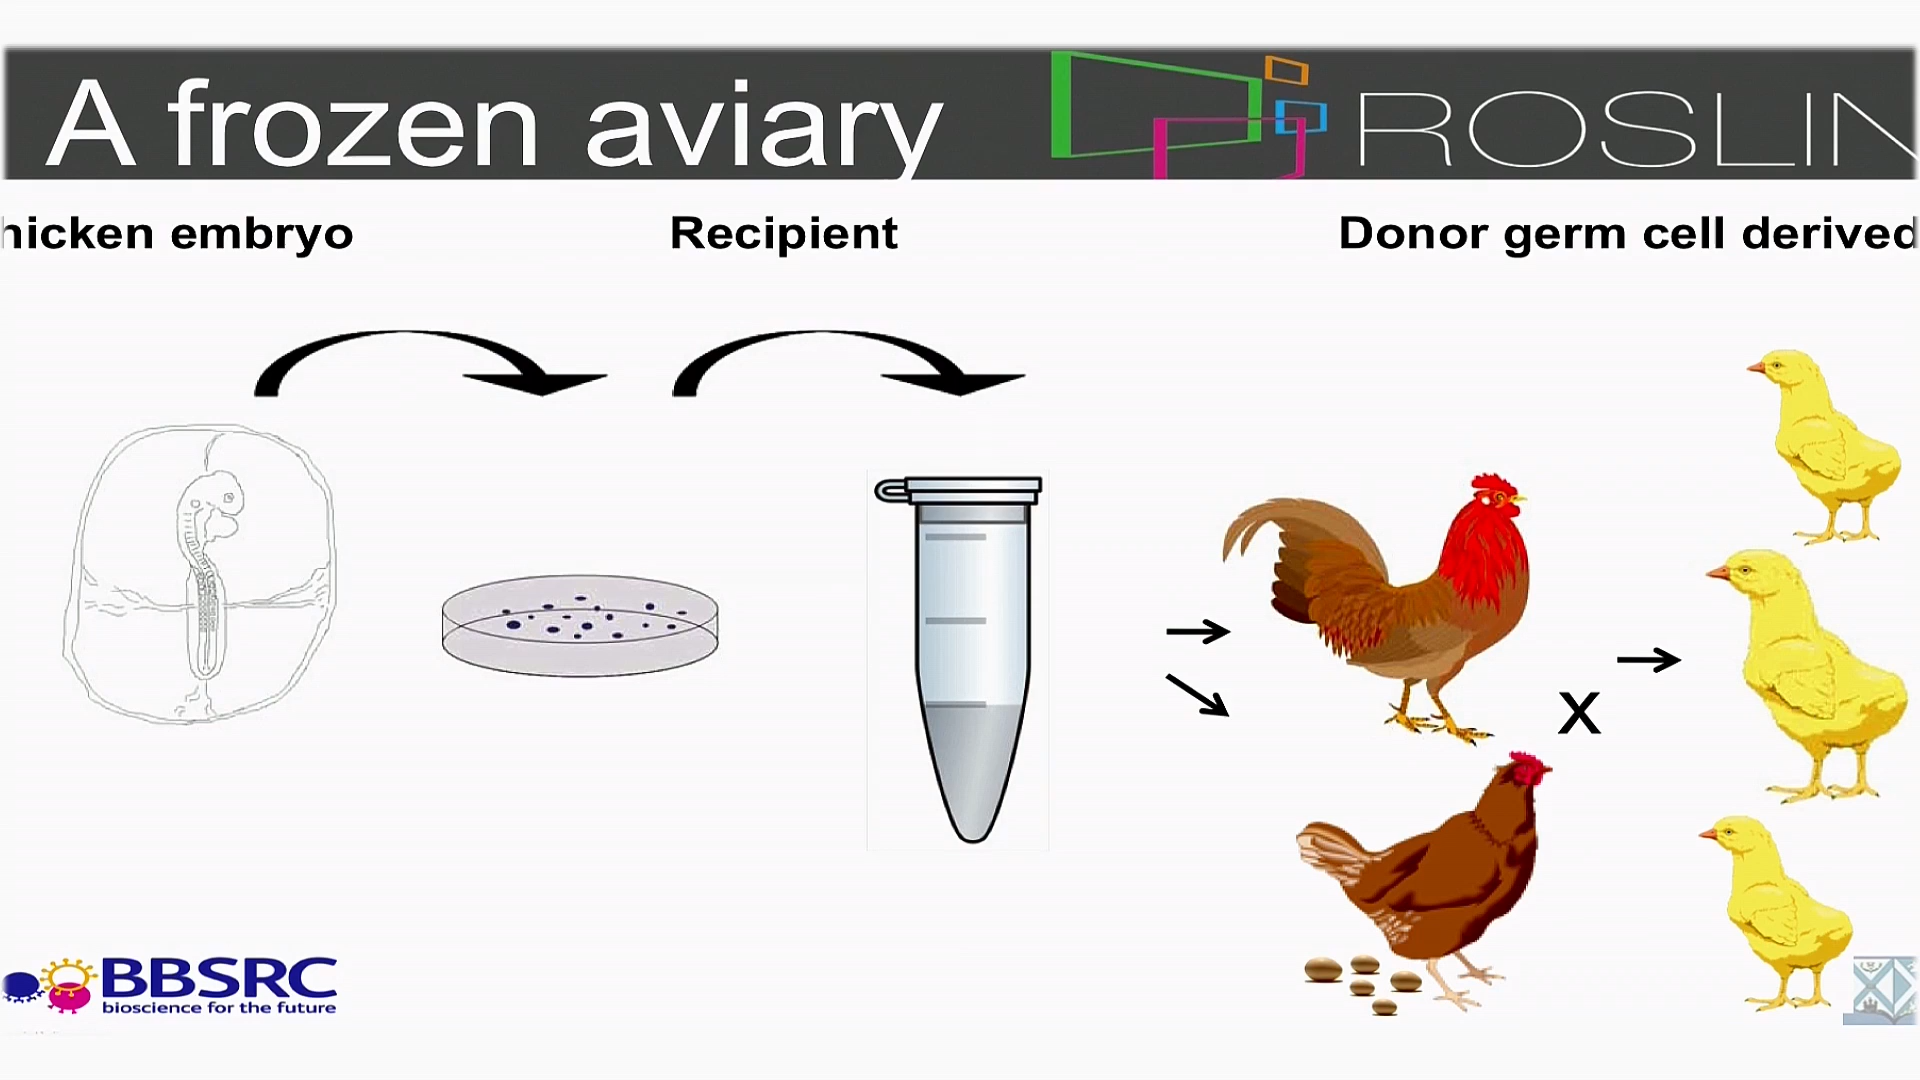 A frozen aviary
ROSLIN
hicken embryo
Recipient
Donor germ cell derived
X
BBSRC
bioscience for the future